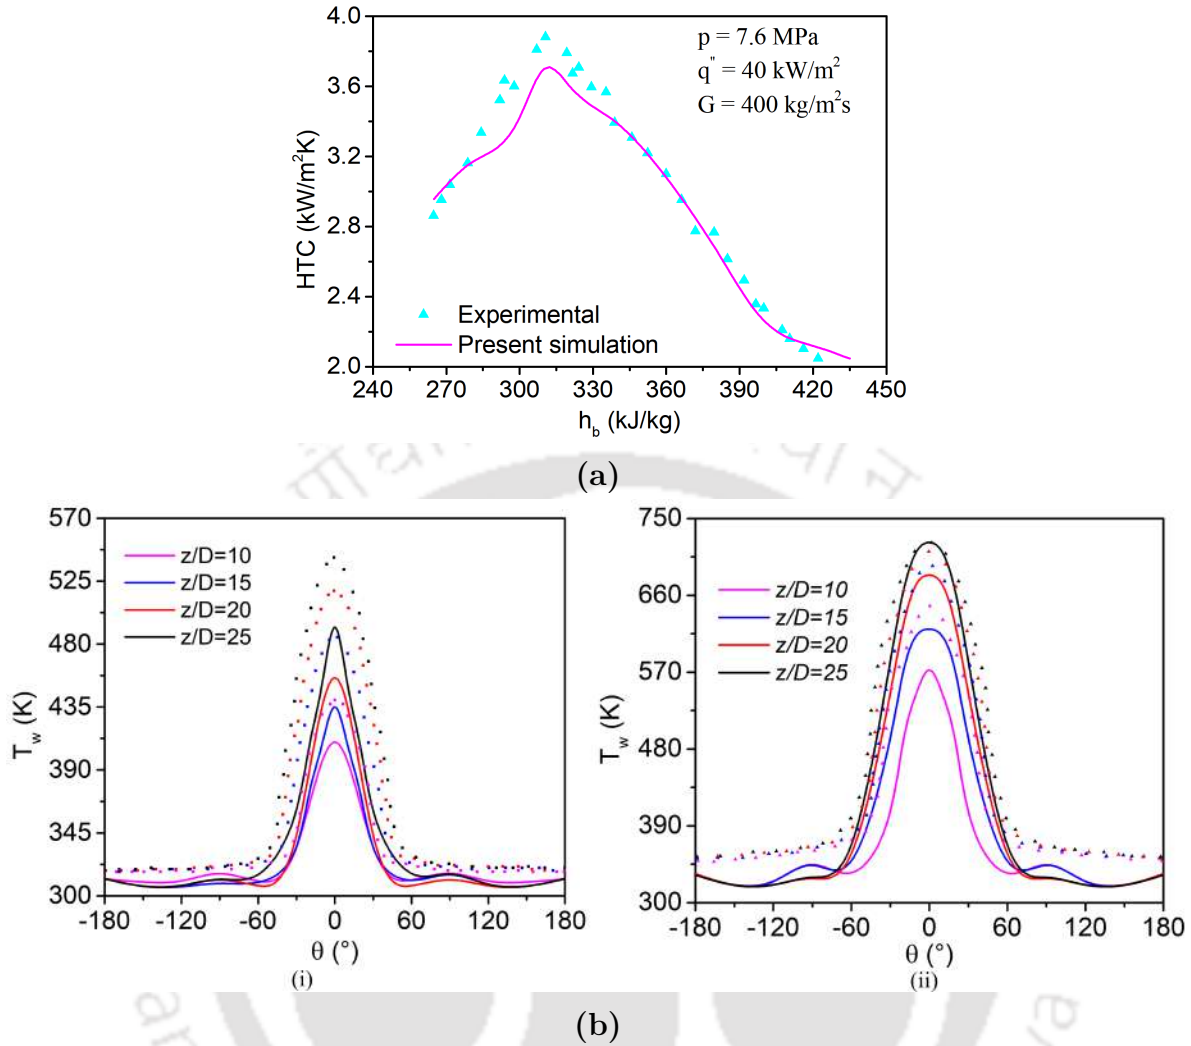 4.0
3.6
3.2
2.8
2.4
2.0
HTC (kW/m²K)
p = 7.6 MPa
q" = 40 kW/m²
G = 400 kg/m²s
Experimental
Present simulation
240 270 300 330 360 390 420 450
h_b (kJ/kg)
(a)
570
525
480
435
390
345
300
T_w (K)
z/D=10
z/D=15
z/D=20
z/D=25
-180 -120 -60 0 60 120 180
θ (°)
(i)
750
660
570
480
390
300
T_w (K)
z/D=10
z/D=15
z/D=20
z/D=25
-180 -120 -60 0 60 120 180
θ (°)
(ii)
(b)